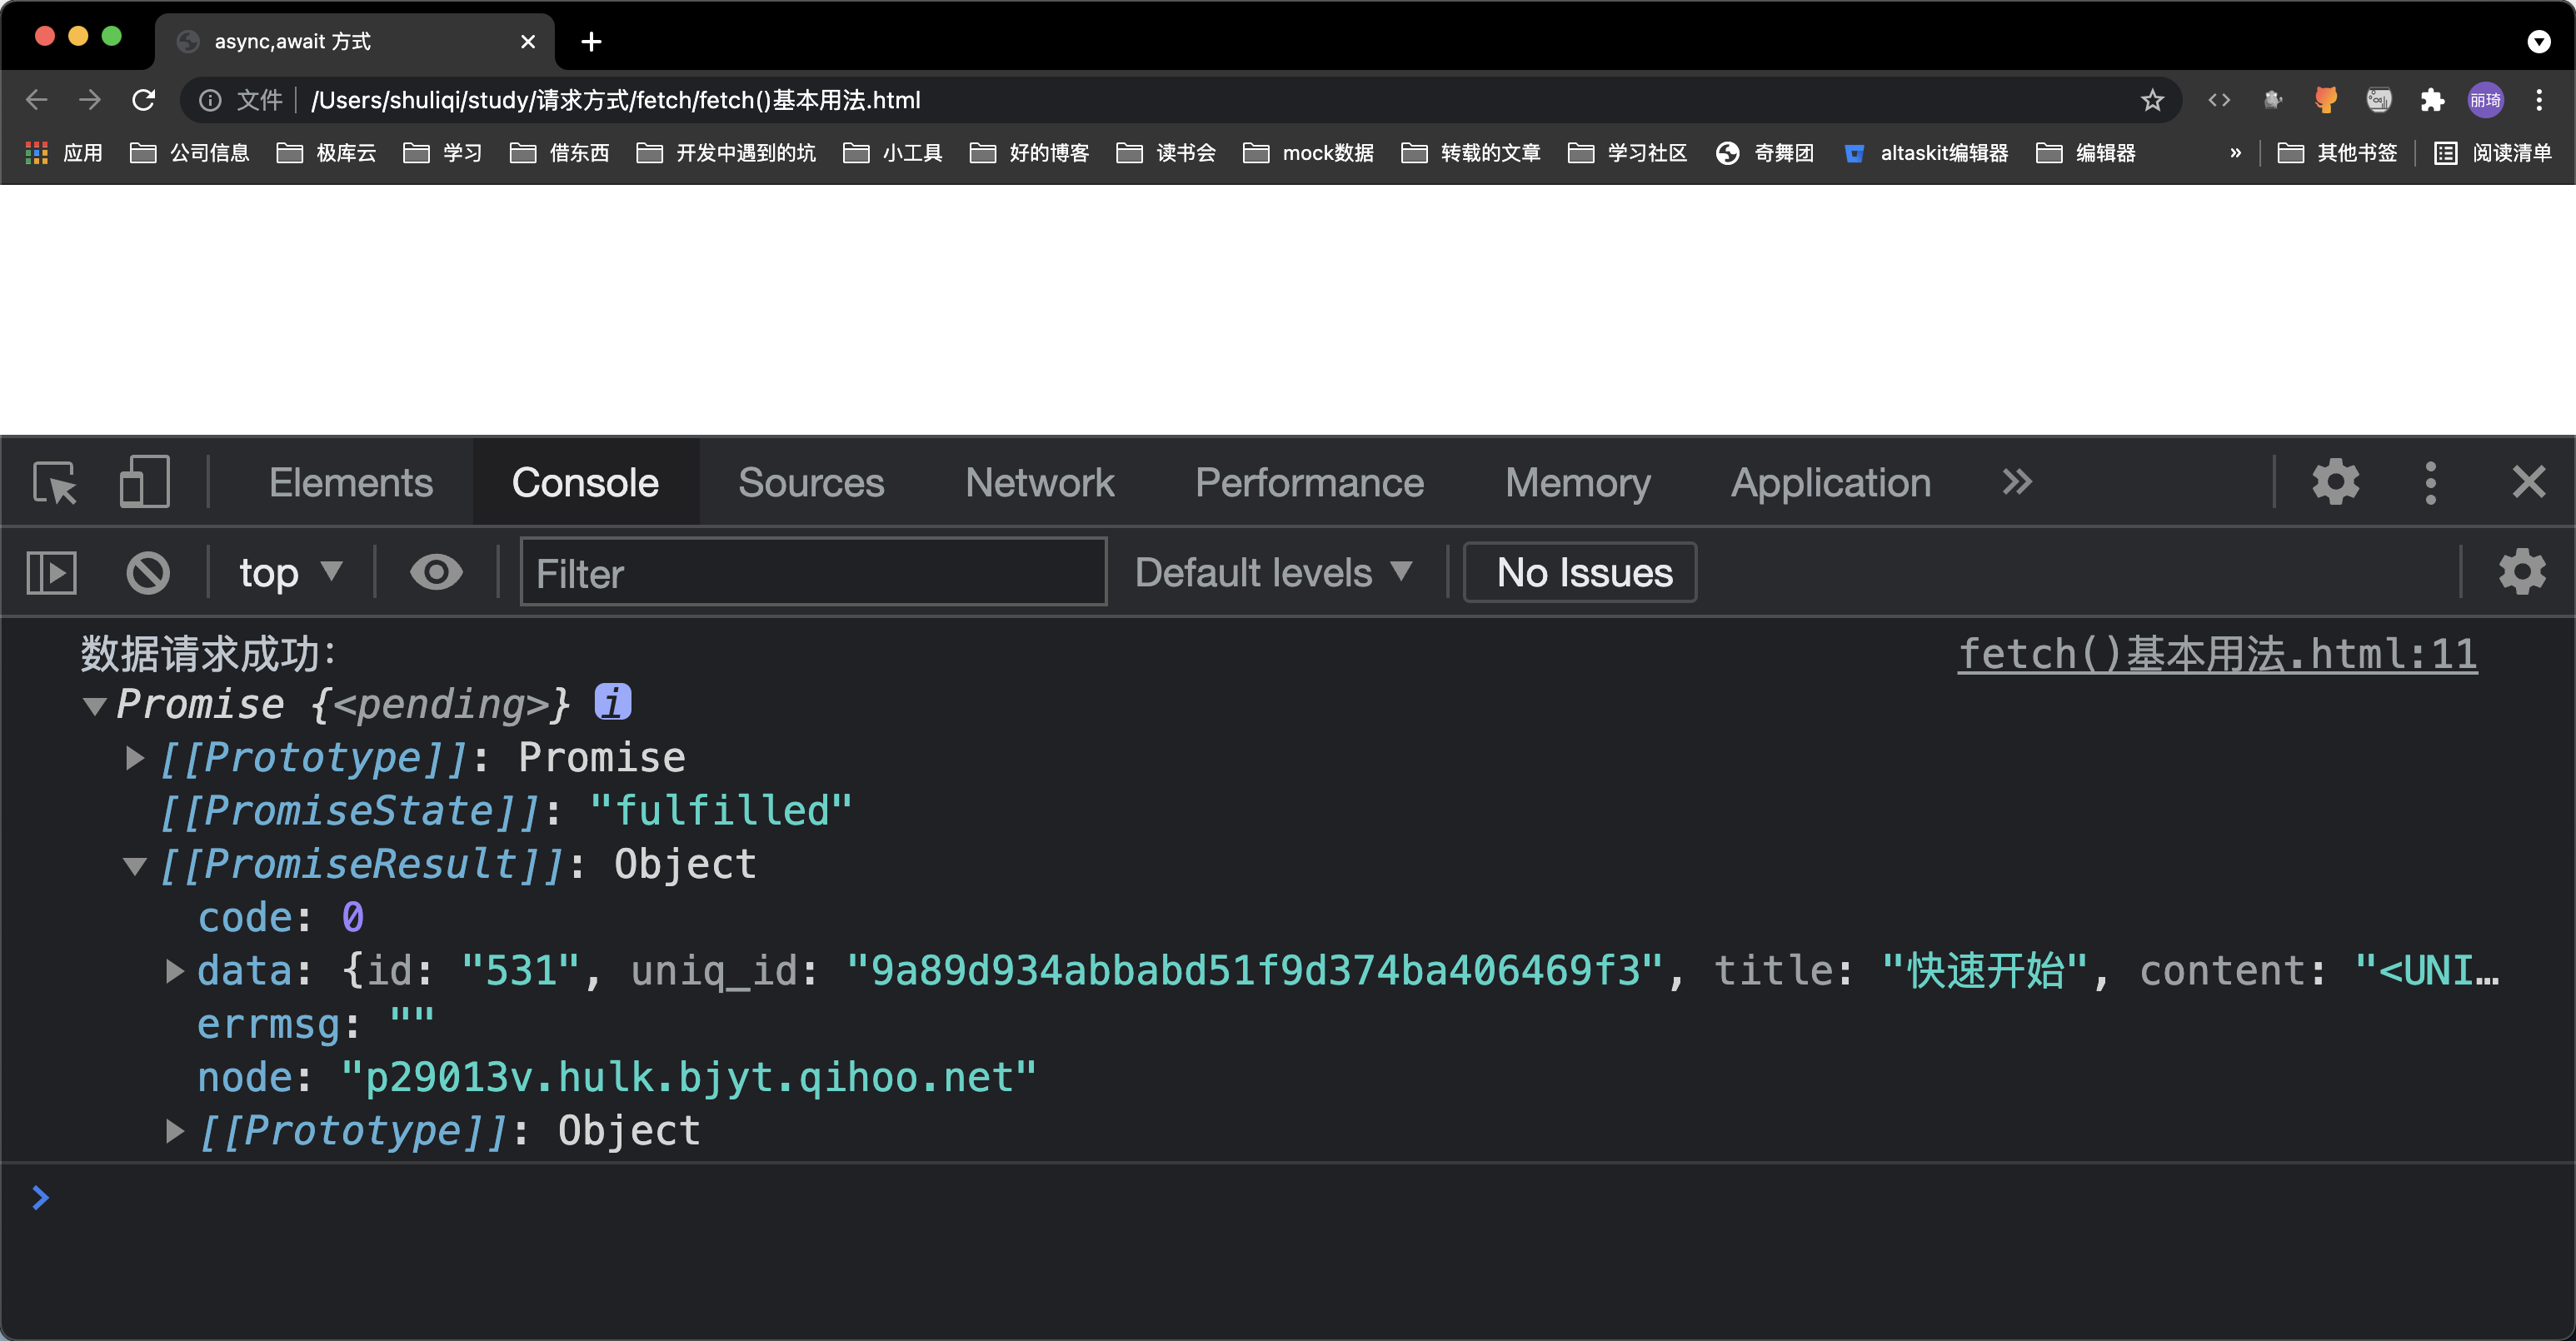 async,await 方式
文件 /Users/shuliqi/study/请求方式/fetch/fetch()基本用法.html 丽琦
应用 公司信息 极库云 学习 借东西 开发中遇到的坑 小工具 好的博客 读书会 mock数据 转载的文章 学习社区 奇舞团 altaskit编辑器 编辑器 » 其他书签 阅读清单
Elements Console Sources Network Performance Memory Application
top Filter Default levels No Issues
数据请求成功： fetch()基本用法.html:11
Promise {<pending>} i
[[Prototype]]: Promise
[[PromiseState]]: "fulfilled"
[[PromiseResult]]: Object
code: 0
data: {id: "531", uniq_id: "9a89d934abbabd51f9d374ba406469f3", title: "快速开始", content: "<UNI…
errmsg: ""
node: "p29013v.hulk.bjyt.qihoo.net"
[[Prototype]]: Object